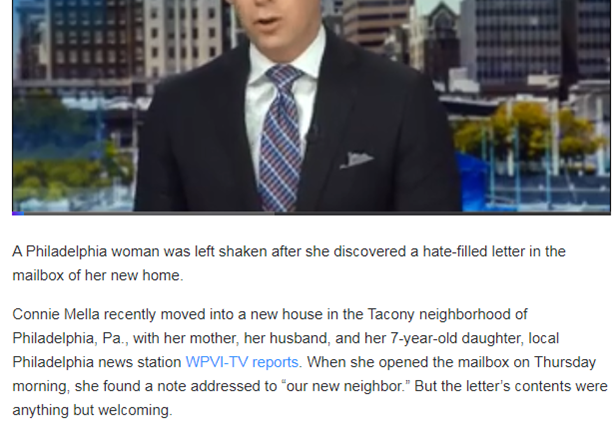 A Philadelphia woman was left shaken after she discovered a hate-filled letter in the
mailbox of her new home.
Connie Mella recently moved into a new house in the Tacony neighborhood of
Philadelphia, Pa., with her mother, her husband, and her 7-year-old daughter, local
Philadelphia news station WPVI-TV reports. When she opened the mailbox on Thursday
morning, she found a note addressed to “our new neighbor.” But the letter’s contents were
anything but welcoming.